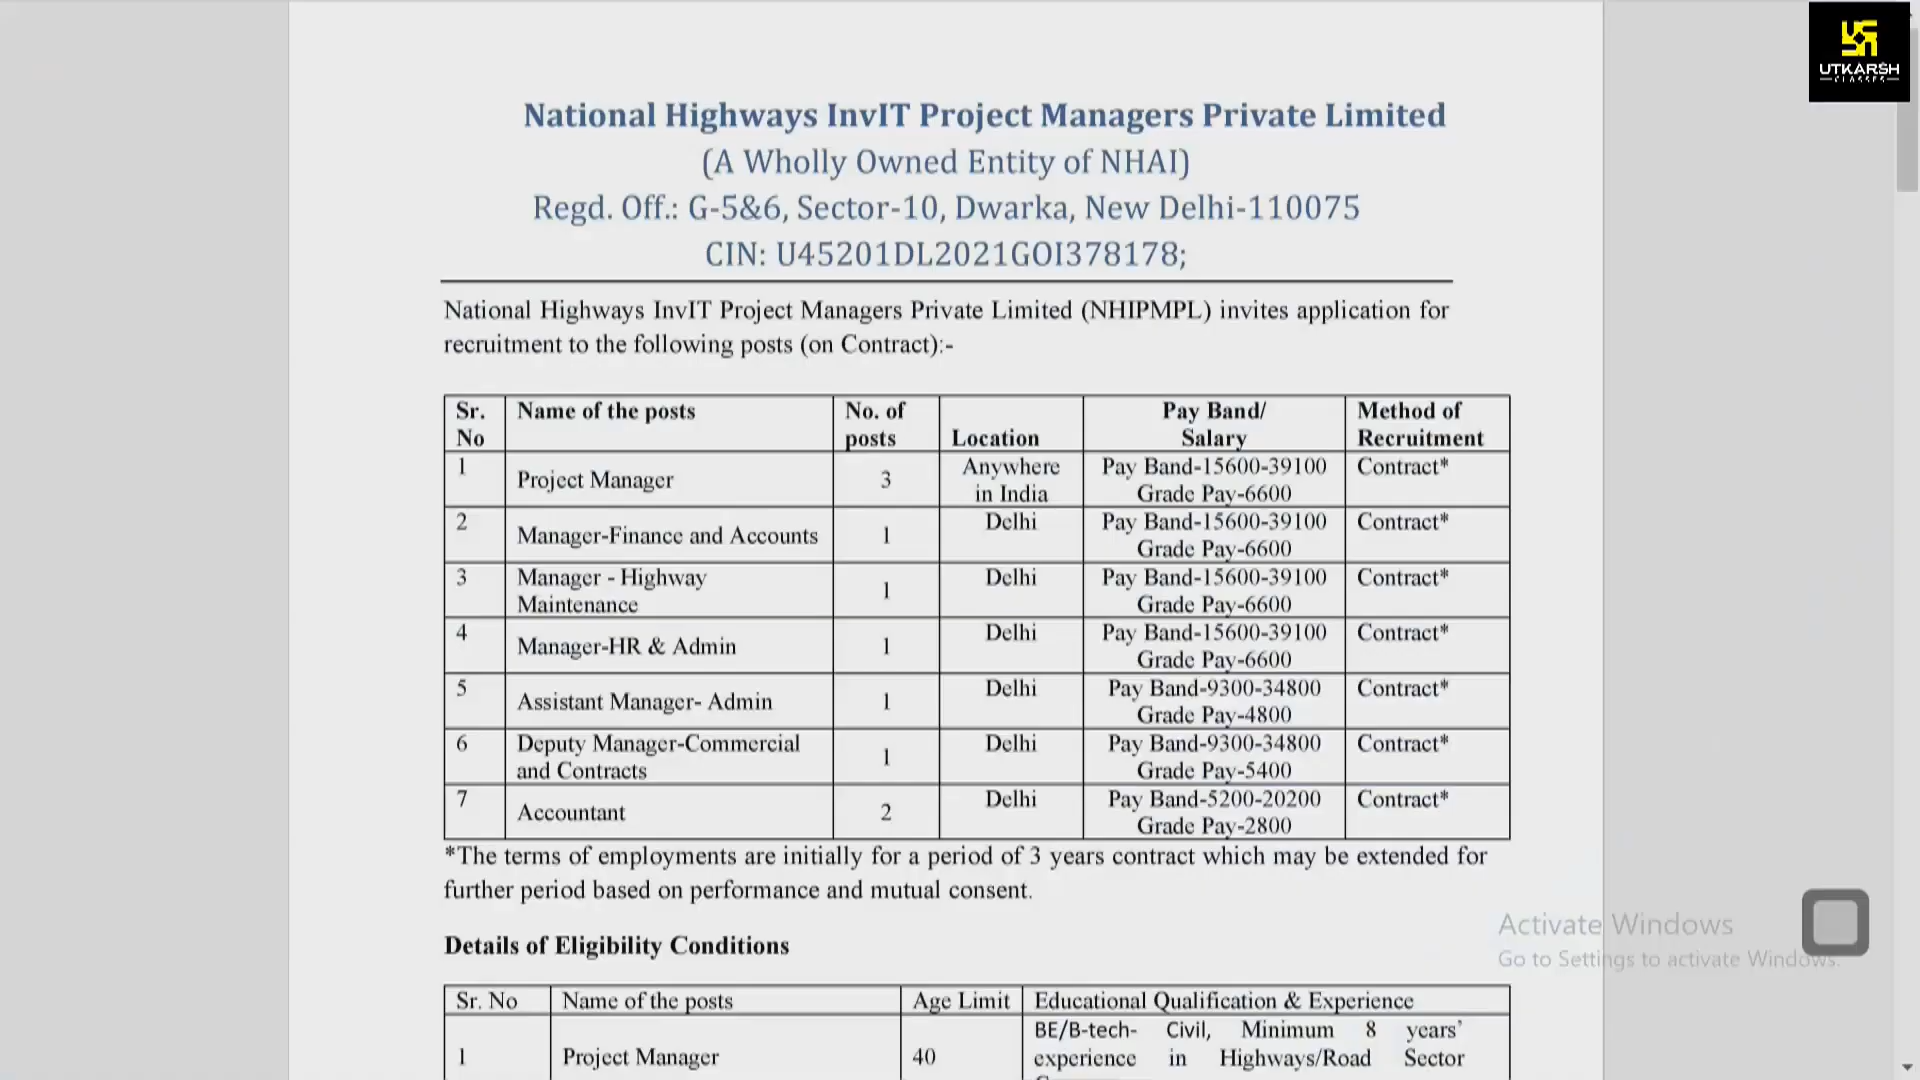 UTKARSH
CLASSES
National Highways InvIT Project Managers Private Limited
(A Wholly Owned Entity of NHAI)
Regd. Off.: G-5&6, Sector-10, Dwarka, New Delhi-110075
CIN: U45201DL2021GOI378178;
National Highways InvIT Project Managers Private Limited (NHIPMPL) invites application for
recruitment to the following posts (on Contract):-
Sr. No Name of the posts No. of posts Location Pay Band/ Salary Method of Recruitment
1 Project Manager 3 Anywhere in India Pay Band-15600-39100 Grade Pay-6600 Contract*
2 Manager-Finance and Accounts 1 Delhi Pay Band-15600-39100 Grade Pay-6600 Contract*
3 Manager - Highway Maintenance 1 Delhi Pay Band-15600-39100 Grade Pay-6600 Contract*
4 Manager-HR & Admin 1 Delhi Pay Band-15600-39100 Grade Pay-6600 Contract*
5 Assistant Manager- Admin 1 Delhi Pay Band-9300-34800 Grade Pay-4800 Contract*
6 Deputy Manager-Commercial and Contracts 1 Delhi Pay Band-9300-34800 Grade Pay-5400 Contract*
7 Accountant 2 Delhi Pay Band-5200-20200 Grade Pay-2800 Contract*
*The terms of employments are initially for a period of 3 years contract which may be extended for
further period based on performance and mutual consent.
Activate Windows
Go to Settings to activate Windows.
Details of Eligibility Conditions
Sr. No Name of the posts Age Limit Educational Qualification & Experience
1 Project Manager 40 BE/B-tech- Civil, Minimum 8 years' experience in Highways/Road Sector